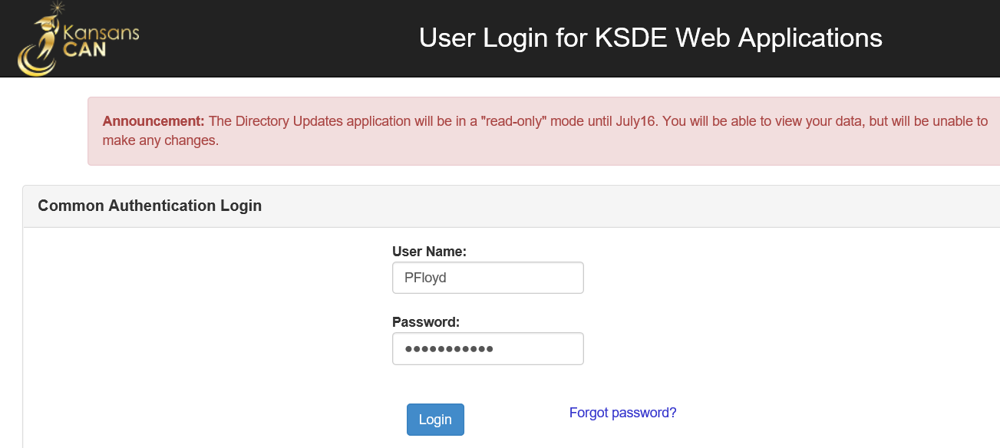 Kansans
CAN
User Login for KSDE Web Applications
Announcement: The Directory Updates application will be in a "read-only" mode until July16. You will be able to view your data, but will be unable to
make any changes.
Common Authentication Login
User Name:
PFloyd
Password:
●●●●●●●●●●●
Login
Forgot password?